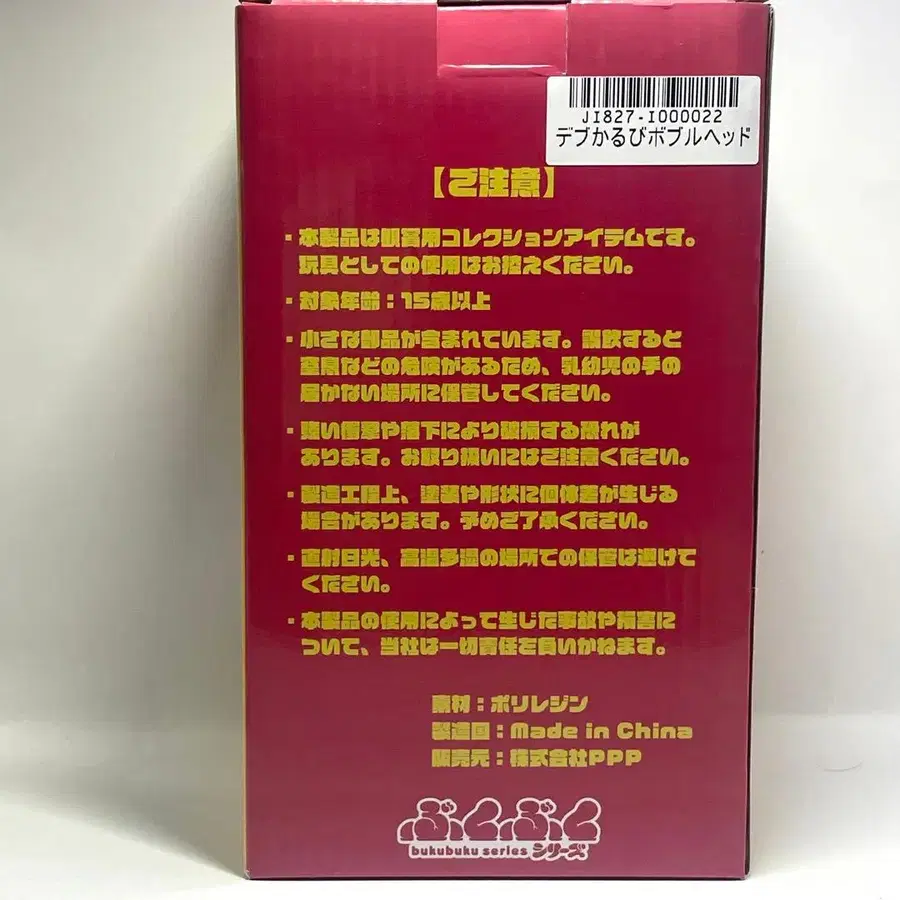 JI827-I000022
デブかるびボブルヘッド
【ご注意】
・本製品は観賞用コレクションアイテムです。
玩具としての使用はお控えください。
・対象年齢：15歳以上
・小さな部品が含まれています。誤飲すると
窒息などの危険があるため、乳幼児の手の
届かない場所に保管してください。
・強い衝撃や落下により破損する恐れが
あります。お取り扱いにはご注意ください。
・製造工程上、塗装や形状に個体差が生じる
場合があります。予めご了承ください。
・直射日光、高温多湿の場所での保管は避けて
ください。
・本製品の使用によって生じた事故や損害に
ついて、当社は一切責任を負いかねます。
素材：ポリレジン
製造国：Made in China
販売元：株式会社PPP
ぶくぶく
bukubuku series シリーズ